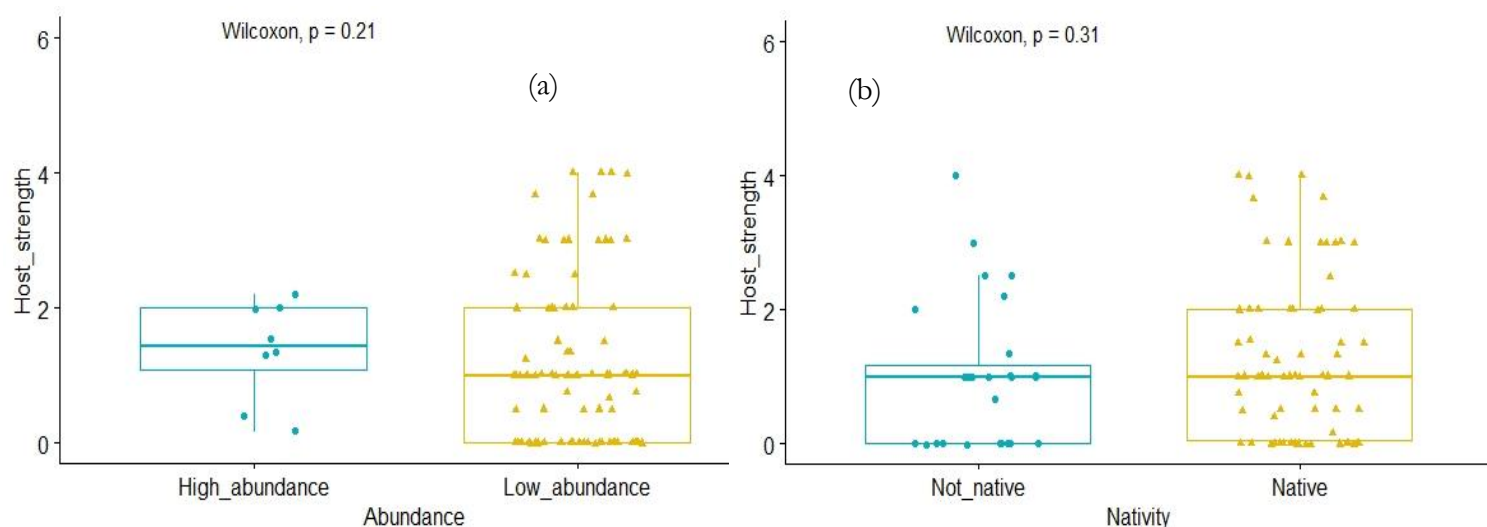 Wilcoxon, p = 0.21
(a)
6
4
2
0
Host_strength
High_abundance
Low_abundance
Abundance
Wilcoxon, p = 0.31
(b)
6
4
2
0
Host_strength
Not_native
Native
Nativity